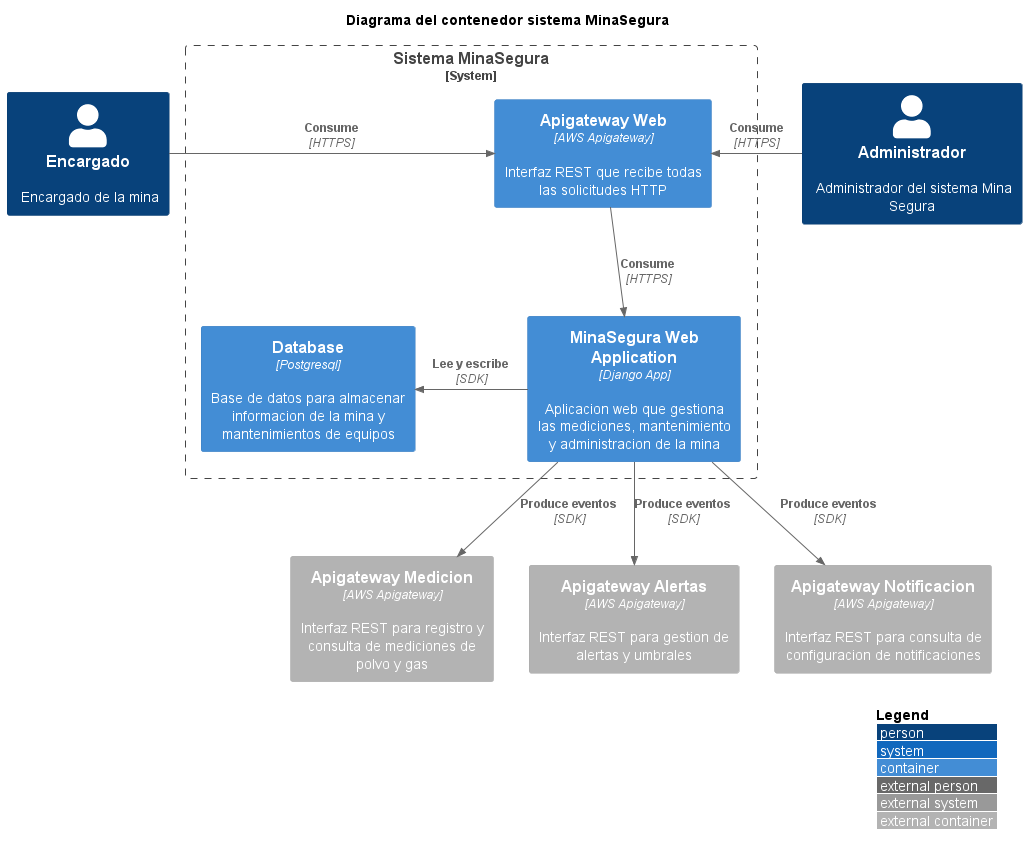 Diagrama del contenedor sistema MinaSegura
Sistema MinaSegura
[System]
Encargado
Encargado de la mina
Consume
[HTTPS]
Apigateway Web
[AWS Apigateway]
Interfaz REST que recibe todas
las solicitudes HTTP
Consume
[HTTPS]
Administrador
Administrador del sistema Mina
Segura
Consume
[HTTPS]
Database
[Postgresql]
Base de datos para almacenar
informacion de la mina y
mantenimientos de equipos
Lee y escribe
[SDK]
MinaSegura Web
Application
[Django App]
Aplicacion web que gestiona
las mediciones, mantenimiento
y administracion de la mina
Produce eventos
[SDK]
Produce eventos
[SDK]
Produce eventos
[SDK]
Apigateway Medicion
[AWS Apigateway]
Interfaz REST para registro y
consulta de mediciones de
polvo y gas
Apigateway Alertas
[AWS Apigateway]
Interfaz REST para gestion de
alertas y umbrales
Apigateway Notificacion
[AWS Apigateway]
Interfaz REST para consulta de
configuracion de notificaciones
Legend
person
system
container
external person
external system
external container